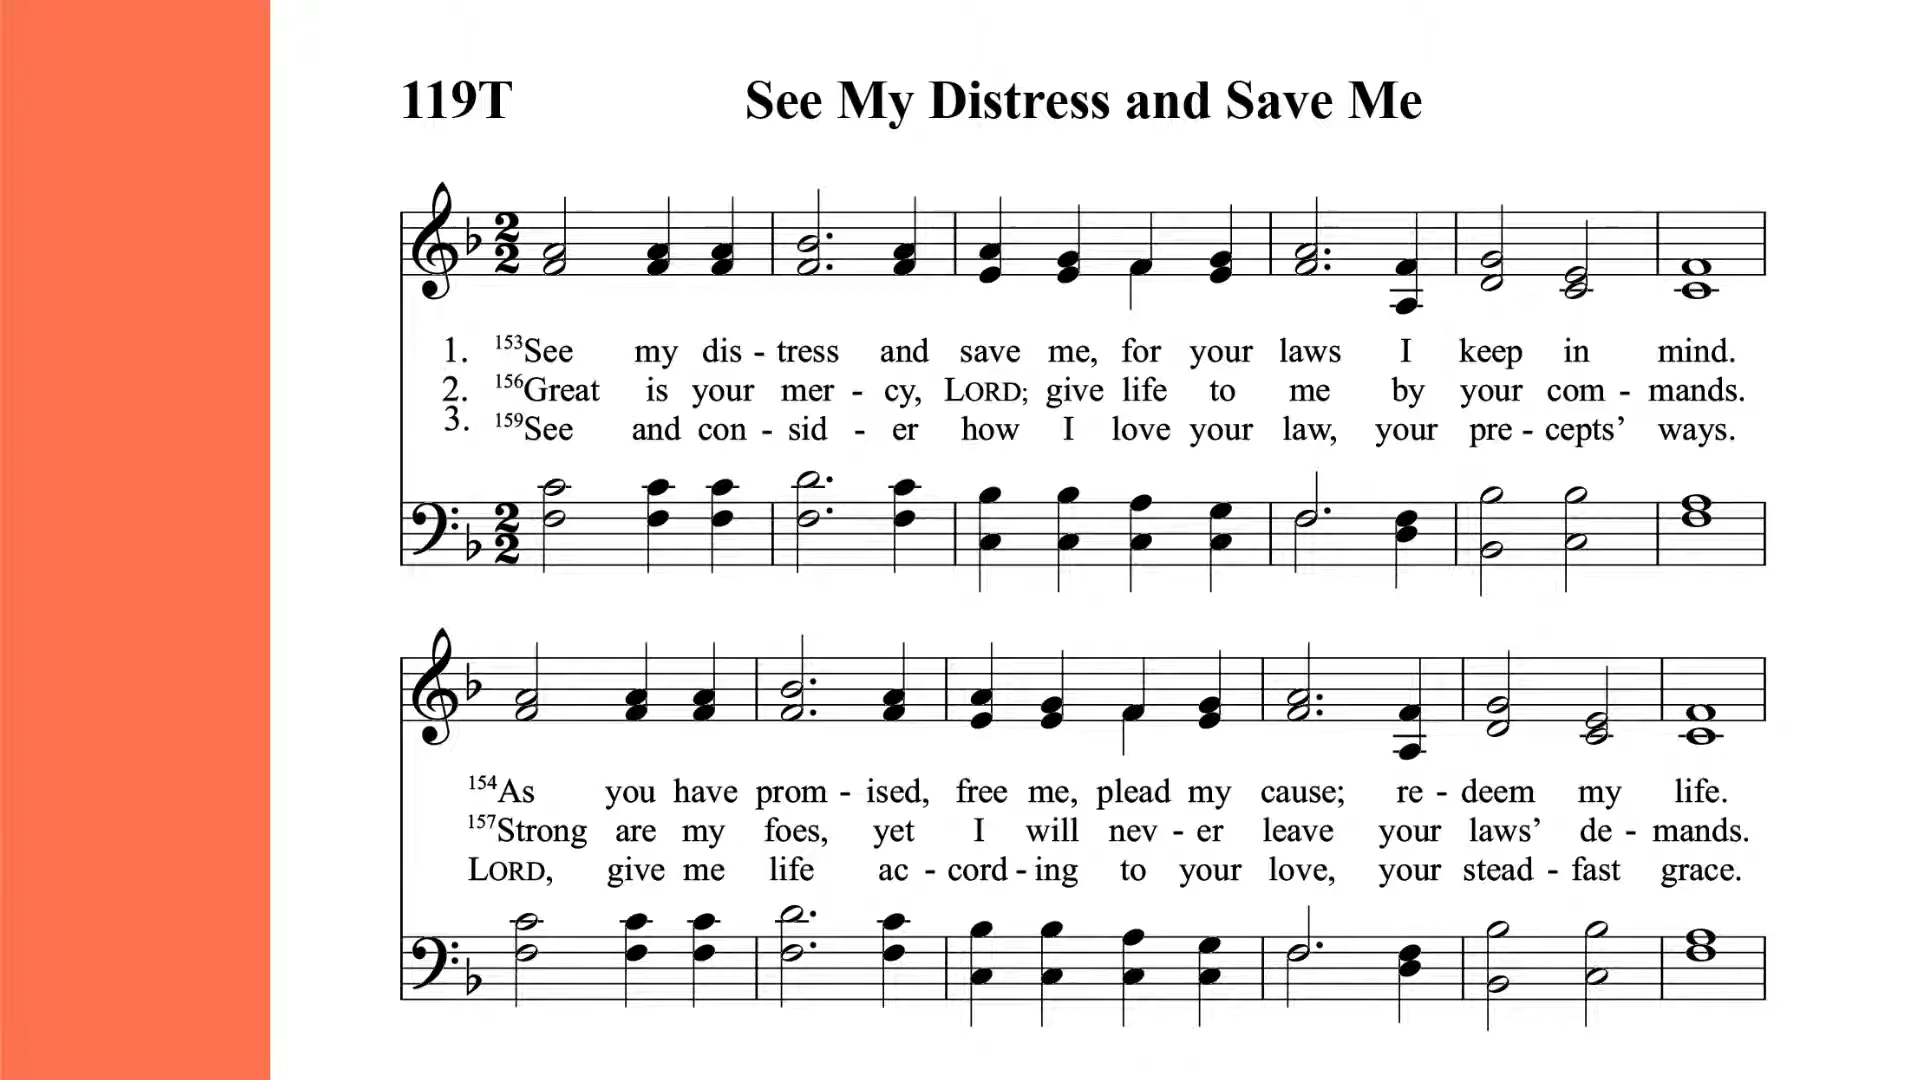 119T See My Distress and Save Me
1. 153See my dis - tress and save me, for your laws I keep in mind.
2. 156Great is your mer - cy, LORD; give life to me by your com - mands.
3. 159See and con - sid - er how I love your law, your pre - cepts’ ways.
154As you have prom - ised, free me, plead my cause; re - deem my life.
157Strong are my foes, yet I will nev - er leave your laws’ de - mands.
LORD, give me life ac - cord - ing to your love, your stead - fast grace.